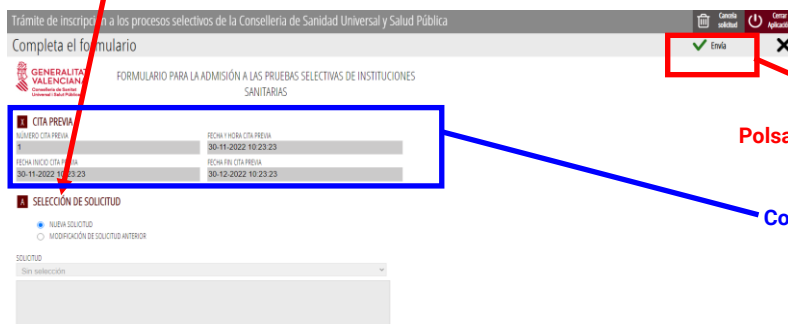 Trámite de inscripción a los procesos selectivos de la Conselleria de Sanidad Universal y Salud Pública
Cancela solicitud
Cerrar Aplicació
Completa el formulario
Envía
GENERALITAT
VALENCIANA
Conselleria de Sanitat
Universal i Salut Pública
FORMULARIO PARA LA ADMISIÓN A LAS PRUEBAS SELECTIVAS DE INSTITUCIONES
SANITARIAS
X CITA PREVIA
NÚMERO CITA PREVIA
FECHA Y HORA CITA PREVIA
1
30-11-2022 10:23:23
FECHA INICIO CITA PREVIA
FECHA FIN CITA PREVIA
30-11-2022 10:23:23
30-12-2022 10:23:23
Polsa
Co
A SELECCIÓN DE SOLICITUD
NUEVA SOLICITUD
MODIFICACIÓN DE SOLICITUD ANTERIOR
SOLICITUD
Sin selección